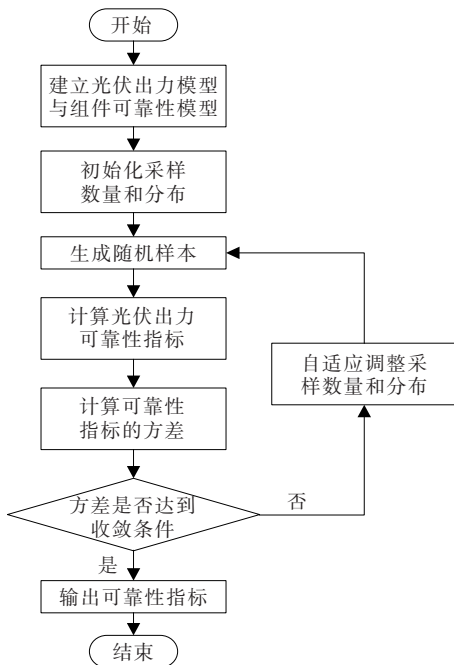 开始
建立光伏出力模型
与组件可靠性模型
初始化采样
数量和分布
生成随机样本
计算光伏出力
可靠性指标
自适应调整采
样数量和分布
计算可靠性
指标的方差
方差是否达到
收敛条件
否
是
输出可靠性指标
结束